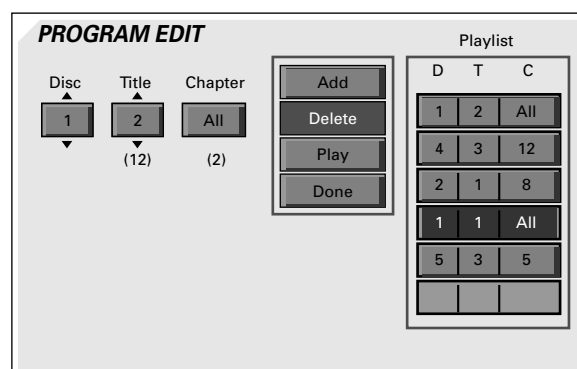 PROGRAM EDIT
Disc Title Chapter
1 2 All
(12) (2)
Add
Delete
Play
Done
Playlist
D T C
1 2 All
4 3 12
2 1 8
1 1 All
5 3 5